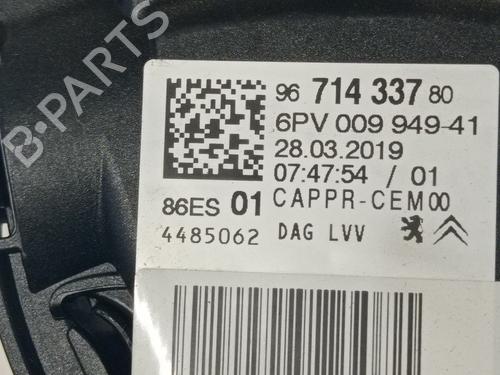 96 714 337 80
6PV 009 949-41
28.03.2019
07:47:54 / 01
86ES 01 CAPPR-CEM00
4485062 DAG LVV